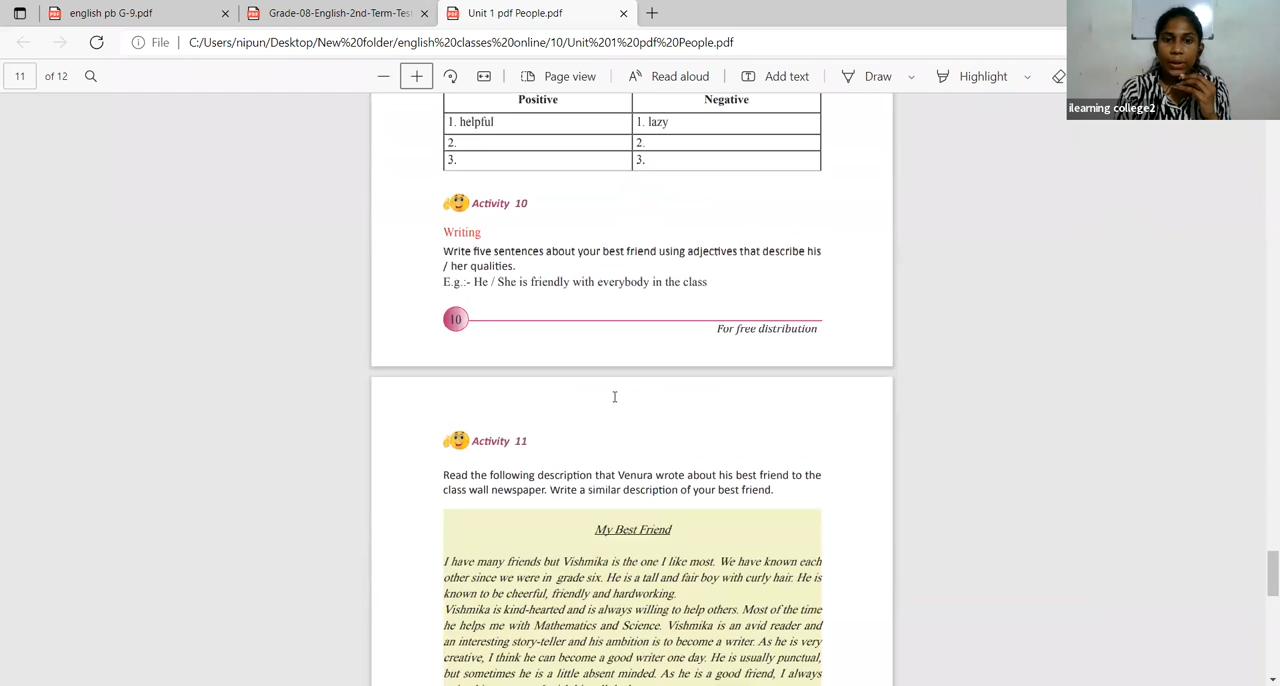 english pb G-9.pdf
Grade-08-English-2nd-Term-Test
Unit 1 pdf People.pdf
File
C:/Users/nipun/Desktop/New%20folder/english%20classes%20online/10/Unit%201%20pdf%20People.pdf
11 of 12
Page view
Read aloud
Add text
Draw
Highlight
ilearning college2
Positive Negative
1. helpful 1. lazy
2. 2.
3. 3.
Activity 10
Writing
Write five sentences about your best friend using adjectives that describe his
/ her qualities.
E.g.:- He / She is friendly with everybody in the class
10
For free distribution
Activity 11
Read the following description that Venura wrote about his best friend to the
class wall newspaper. Write a similar description of your best friend.
My Best Friend
I have many friends but Vishmika is the one I like most. We have known each
other since we were in grade six. He is a tall and fair boy with curly hair. He is
known to be cheerful, friendly and hardworking.
Vishmika is kind-hearted and is always willing to help others. Most of the time
he helps me with Mathematics and Science. Vishmika is an avid reader and
an interesting story-teller and his ambition is to become a writer. As he is very
creative, I think he can become a good writer one day. He is usually punctual,
but sometimes he is a little absent minded. As he is a good friend, I always